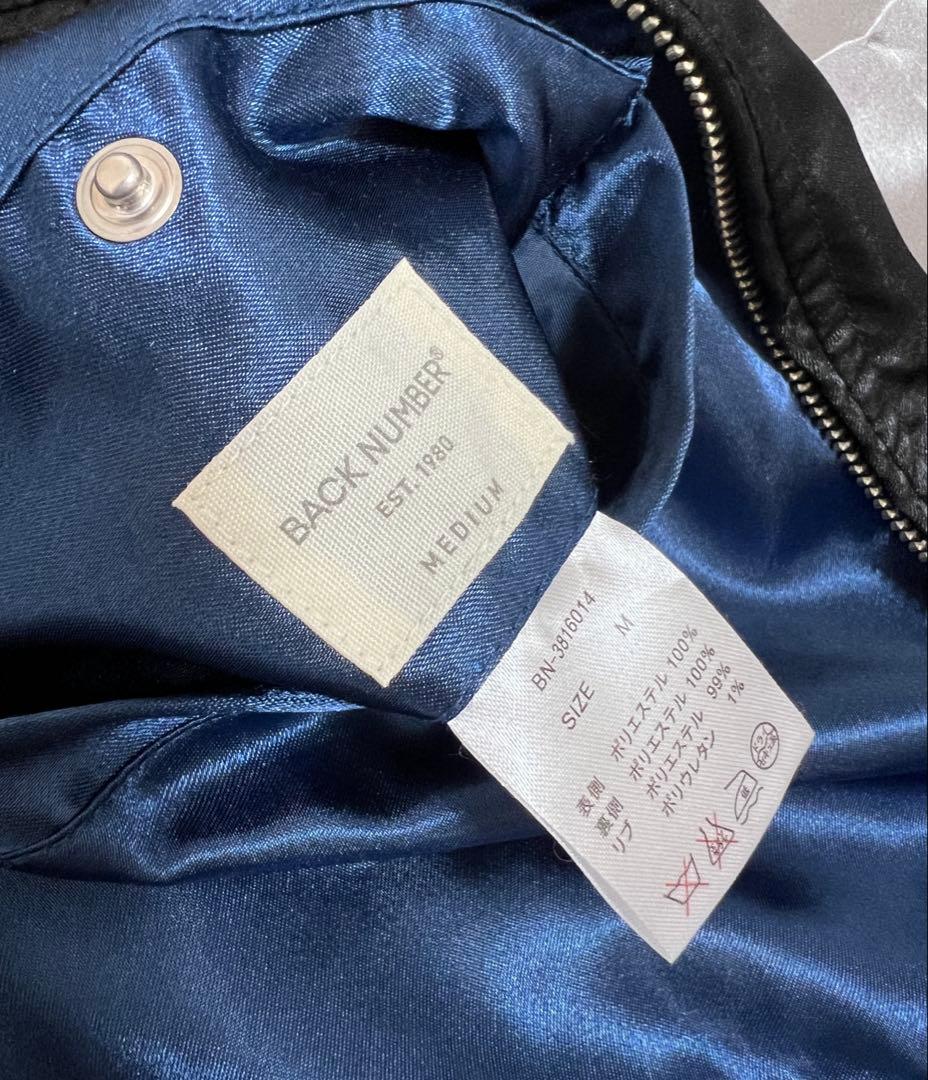 BACK NUMBER®
EST. 1980
MEDIUM
BN-3816014
SIZE M
表側 ポリエステル 100%
裏側 ポリエステル 100%
リブ ポリエステル 99%
ポリウレタン 1%